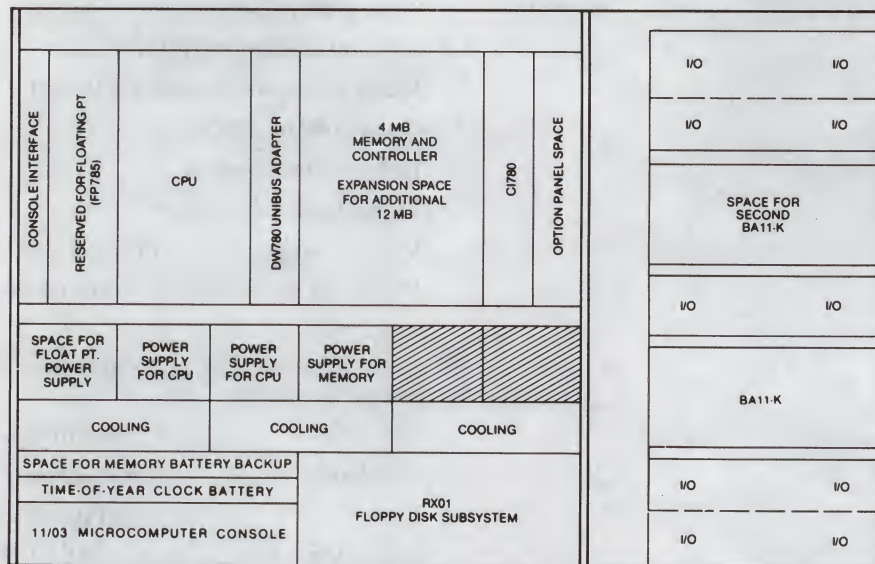 CONSOLE INTERFACE
RESERVED FOR FLOATING PT
(FP785)
CPU
DW780 UNIBUS ADAPTER
4 MB
MEMORY AND
CONTROLLER
EXPANSION SPACE
FOR ADDITIONAL
12 MB
CI780
OPTION PANEL SPACE
SPACE FOR
FLOAT PT.
POWER
SUPPLY
POWER
SUPPLY
FOR CPU
POWER
SUPPLY
FOR CPU
POWER
SUPPLY FOR
MEMORY
COOLING
COOLING
COOLING
SPACE FOR MEMORY BATTERY BACKUP
TIME-OF-YEAR CLOCK BATTERY
11/03 MICROCOMPUTER CONSOLE
RX01
FLOPPY DISK SUBSYSTEM
I/O I/O
I/O I/O
SPACE FOR
SECOND
BA11-K
I/O I/O
BA11-K
I/O I/O
I/O I/O